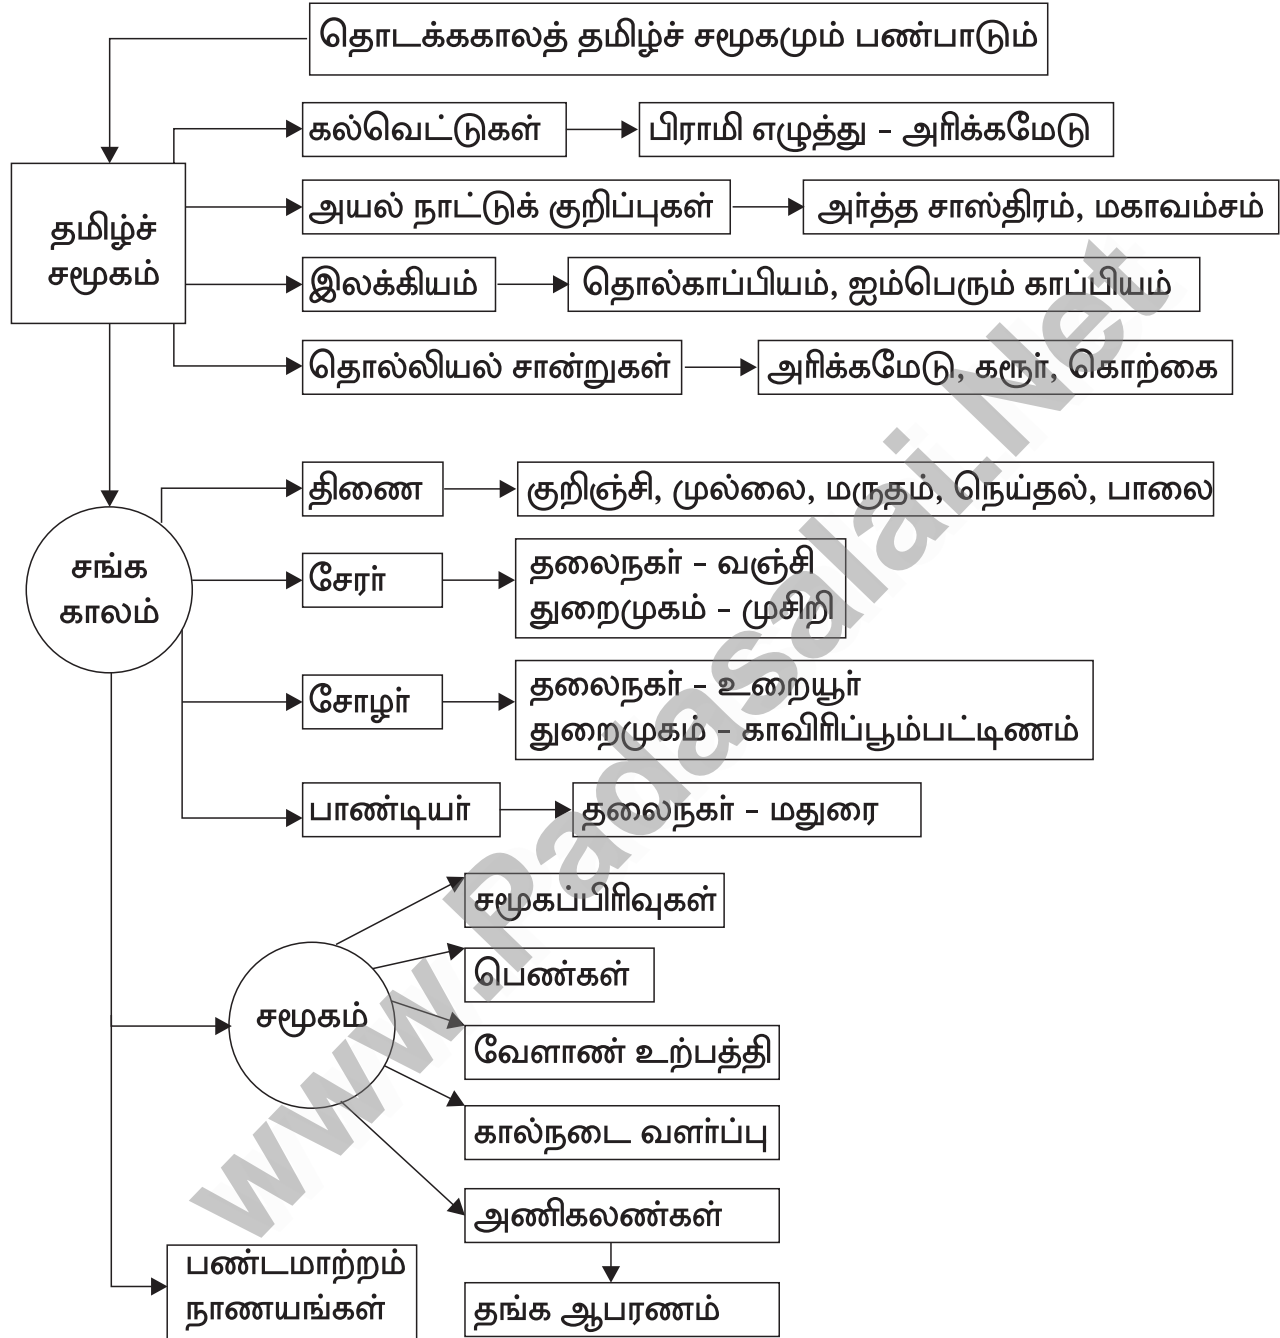 தொடக்ககாலத் தமிழ்ச் சமூகமும் பண்பாடும்
கல்வெட்டுகள்
பிராமி எழுத்து – அரிக்கமேடு
தமிழ்ச்
சமூகம்
அயல் நாட்டுக் குறிப்புகள்
அர்த்த சாஸ்திரம், மகாவம்சம்
இலக்கியம்
தொல்காப்பியம், ஐம்பெரும் காப்பியம்
தொல்லியல் சான்றுகள்
அரிக்கமேடு, கரூர், கொற்கை
சங்க
காலம்
திணை
குறிஞ்சி, முல்லை, மருதம், நெய்தல், பாலை
சேரர்
தலைநகர் – வஞ்சி
துறைமுகம் – முசிறி
சோழர்
தலைநகர் – உறையூர்
துறைமுகம் – காவிரிப்பூம்பட்டிணம்
பாண்டியர்
தலைநகர் – மதுரை
சமூகம்
சமூகப்பிரிவுகள்
பெண்கள்
வேளாண் உற்பத்தி
கால்நடை வளர்ப்பு
அணிகலண்கள்
தங்க ஆபரணம்
பண்டமாற்றம்
நாணயங்கள்
www.Padasalai.Net